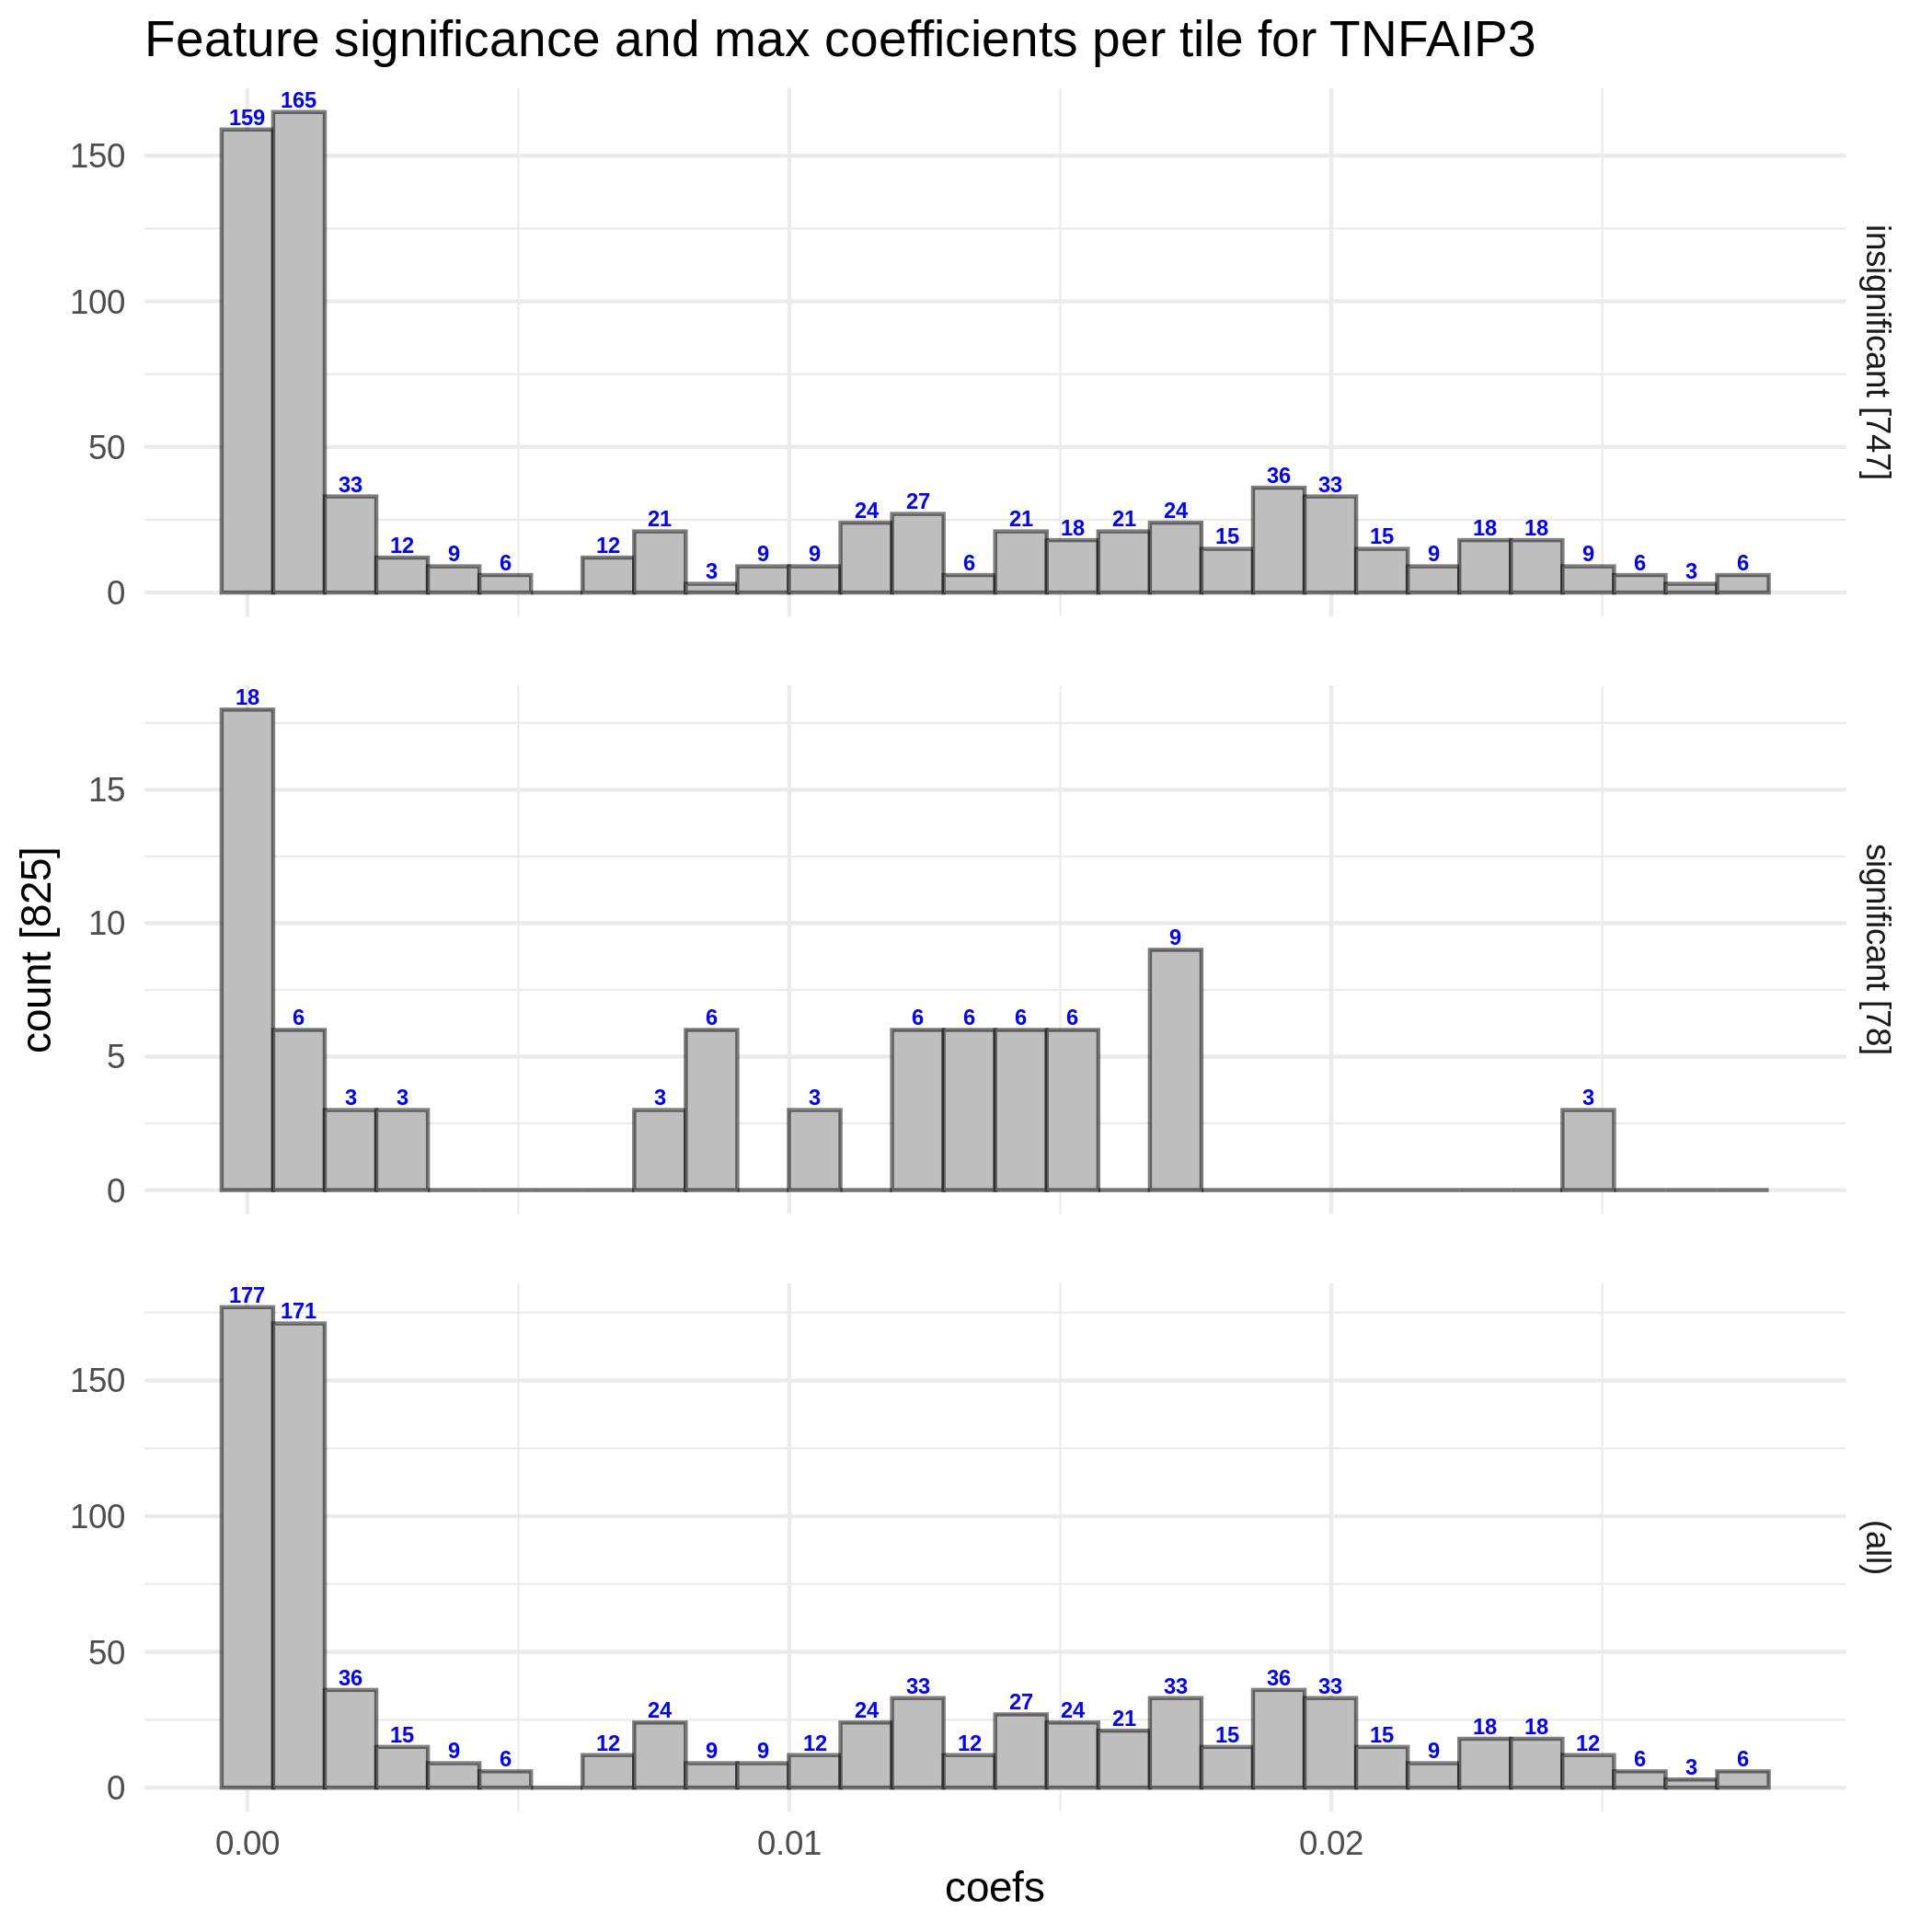 Feature significance and max coefficients per tile for TNFAIP3
159 165 33 12 9 6 12 21 3 9 9 24 27 6 21 18 21 24 15 36 33 15 9 18 18 9 6 3 6
150
100
50
0
insignificant [747]
18 6 3 3 3 6 3 6 6 6 6 9 3
15
10
5
0
significant [78]
count [825]
177 171 36 15 9 6 12 24 9 9 12 24 33 12 27 24 21 33 15 36 33 15 9 18 18 12 6 3 6
150
100
50
0
(all)
0.00 0.01 0.02
coefs